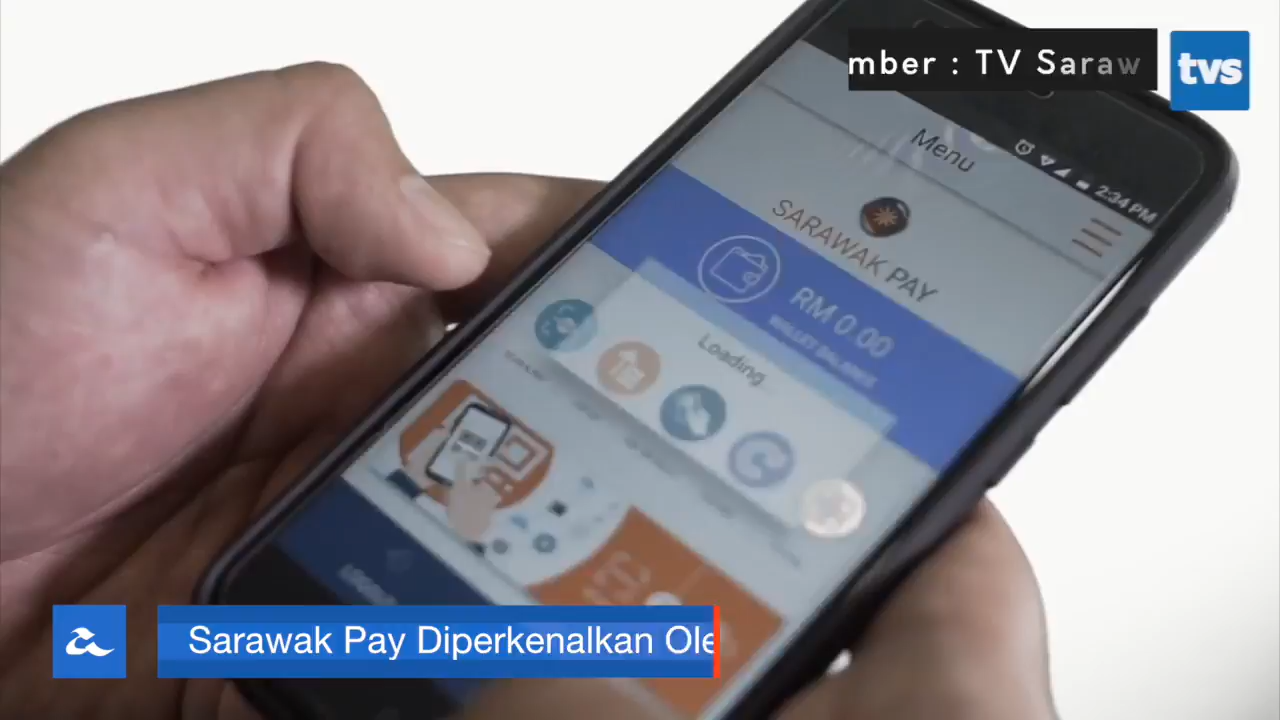 mber : TV Saraw
tvs
2:34 PM
Menu
SARAWAK PAY
RM 0.00
WALLET BALANCE
Loading...
Sarawak Pay Diperkenalkan Ole